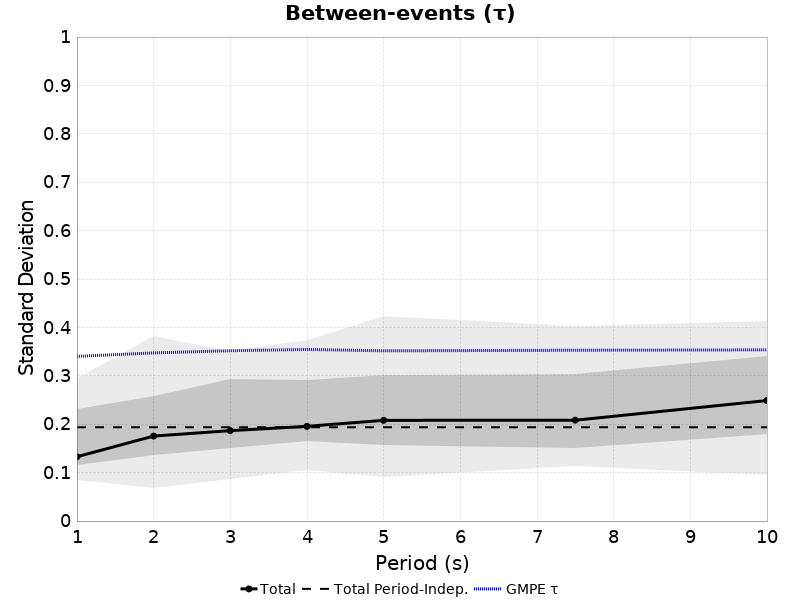 Between-events (τ)
Standard Deviation
1
0.9
0.8
0.7
0.6
0.5
0.4
0.3
0.2
0.1
0
1 2 3 4 5 6 7 8 9 10
Period (s)
Total Total Period-Indep. GMPE τ